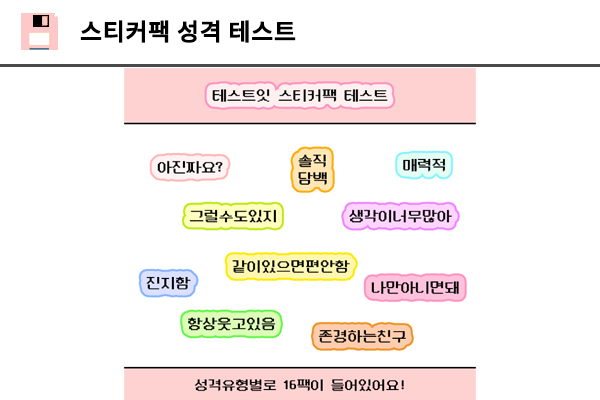 스티커팩 성격 테스트
테스트잇 스티커팩 테스트
아진짜요?
솔직
담백
매력적
그럴수도있지
생각이너무많아
같이있으면편안함
진지함
나만아니면돼
항상웃고있음
존경하는친구
성격유형별로 16팩이 들어있어요!